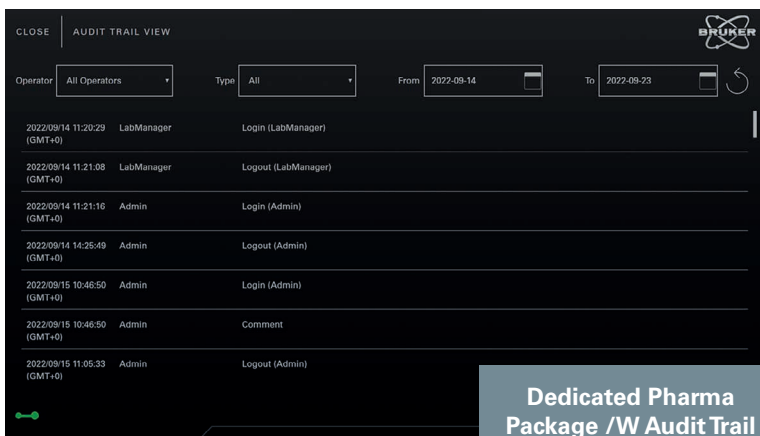 CLOSE AUDIT TRAIL VIEW BRUKER
Operator All Operators Type All From 2022-09-14 To 2022-09-23
2022/09/14 11:20:29 LabManager Login (LabManager)
(GMT+0)
2022/09/14 11:21:08 LabManager Logout (LabManager)
(GMT+0)
2022/09/14 11:21:16 Admin Login (Admin)
(GMT+0)
2022/09/14 14:25:49 Admin Logout (Admin)
(GMT+0)
2022/09/15 10:46:50 Admin Login (Admin)
(GMT+0)
2022/09/15 10:46:50 Admin Comment
(GMT+0)
2022/09/15 11:05:33 Admin Logout (Admin)
(GMT+0)
Dedicated Pharma
Package /W Audit Trail